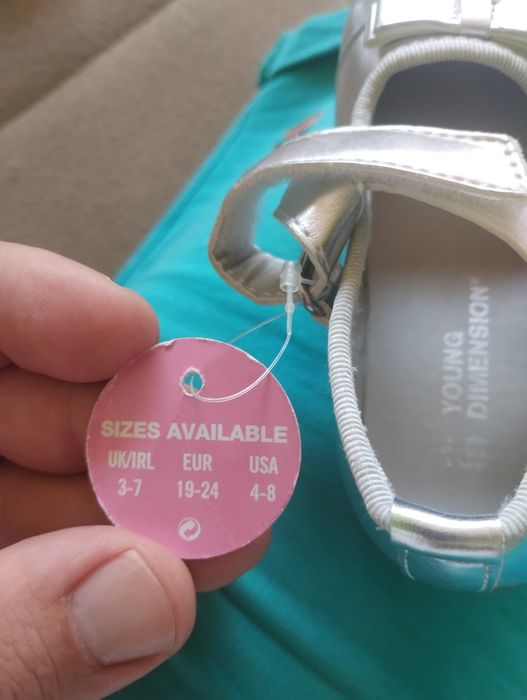 SIZES AVAILABLE
UK/IRL EUR USA
3-7 19-24 4-8
YOUNG
DIMENSION